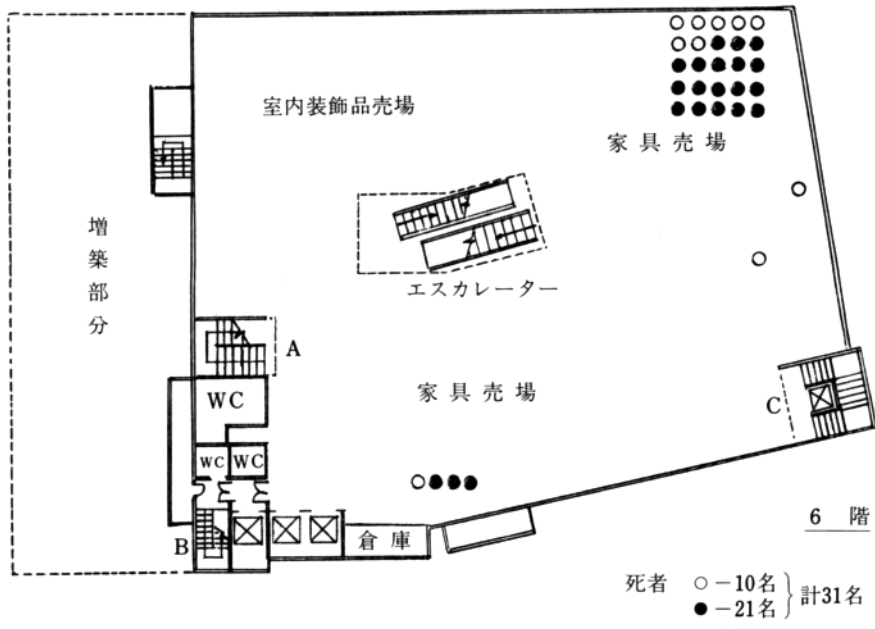 室内装飾品売場
家具売場
増築部分
エスカレーター
A
WC
家具売場
C
WC
WC
B
倉庫
6 階
死者 ○ー10名
●ー21名
計31名